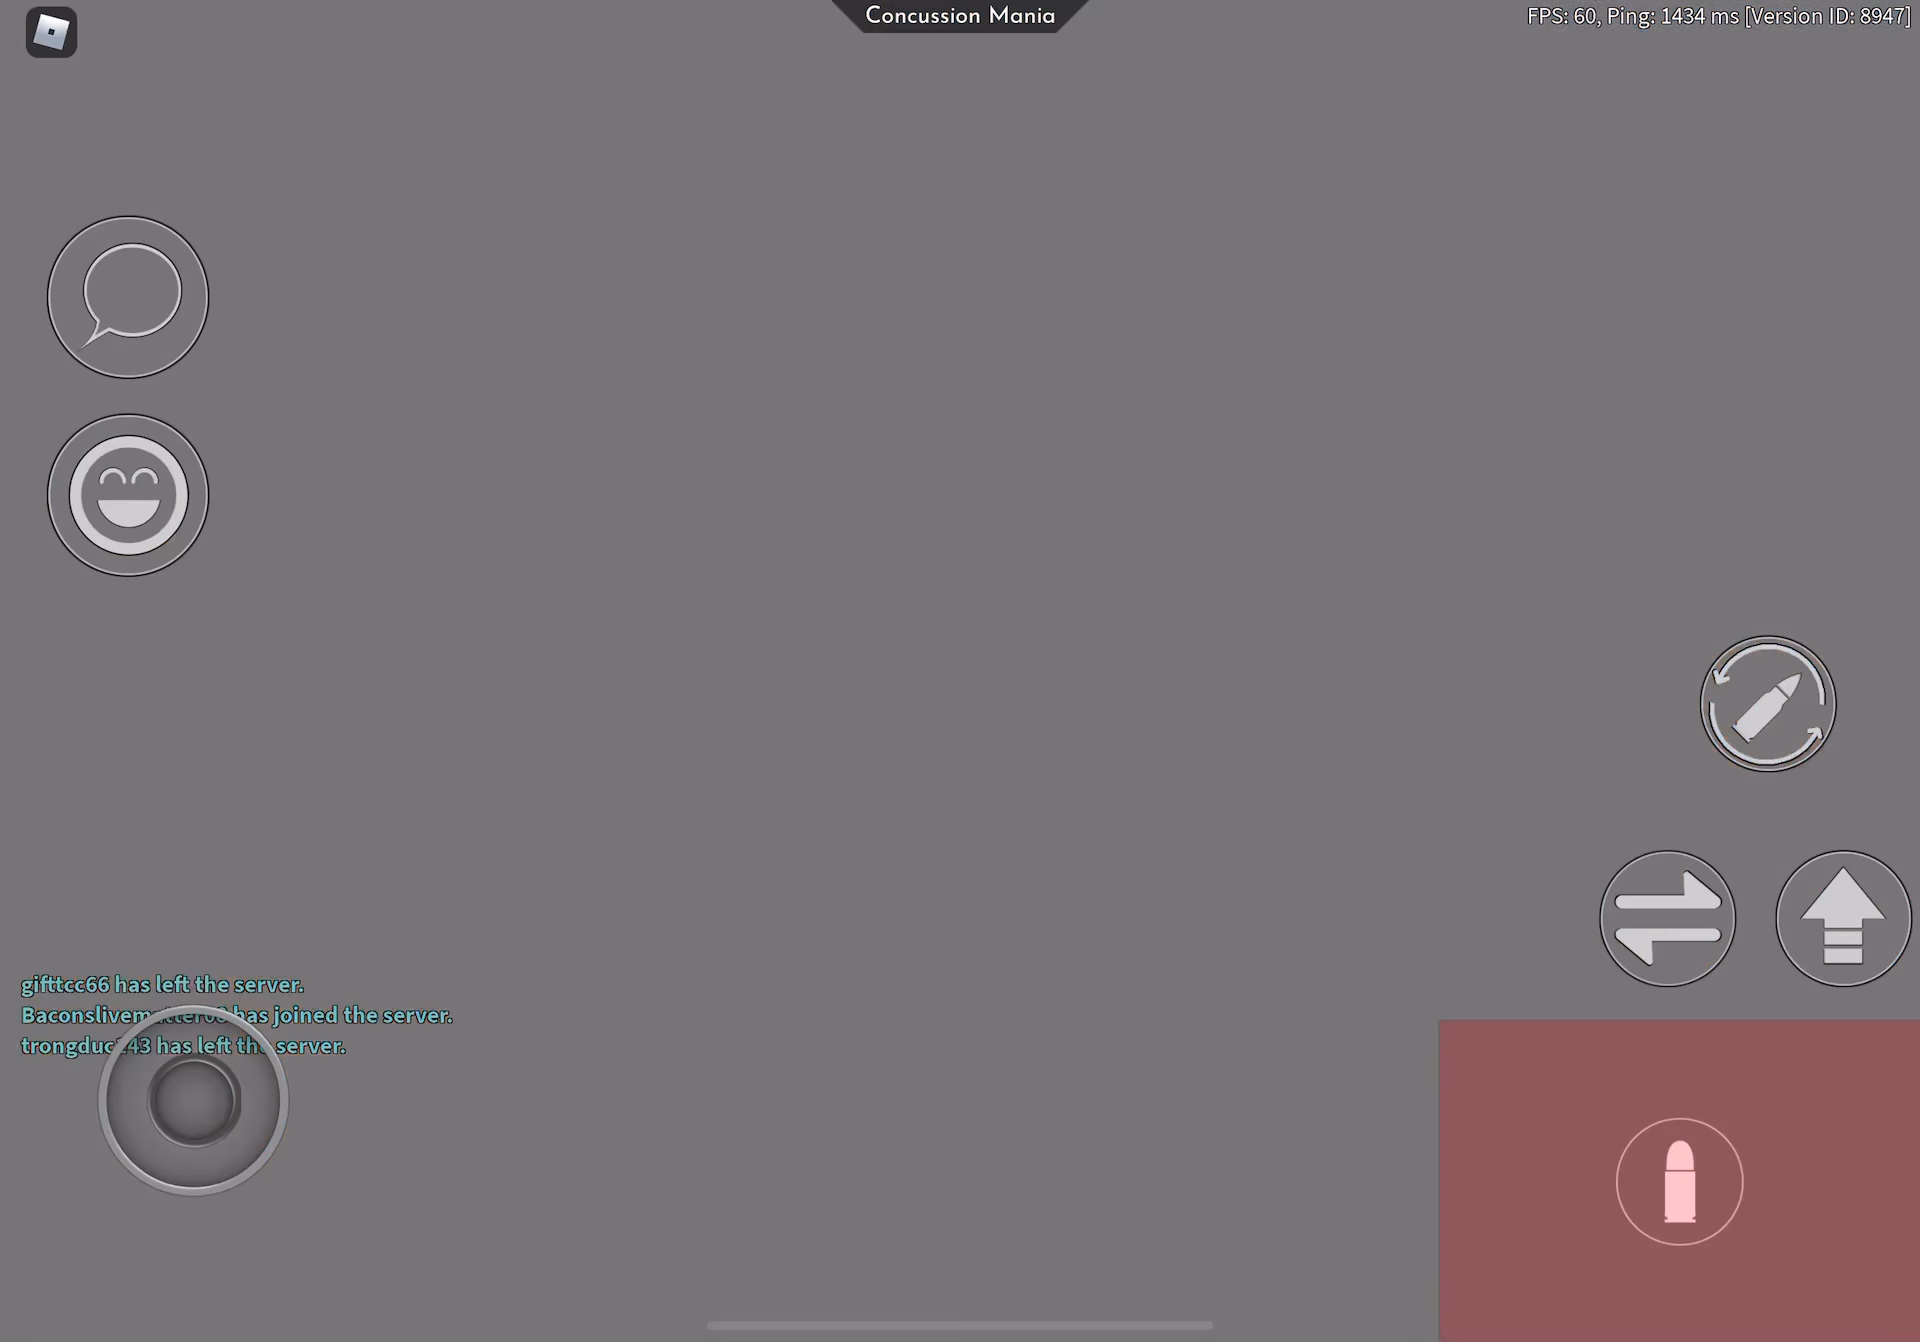 Concussion Mania
FPS: 60, Ping: 1434 ms [Version ID: 8947]
gifttcc66 has left the server.
has joined the server.
has left the server.